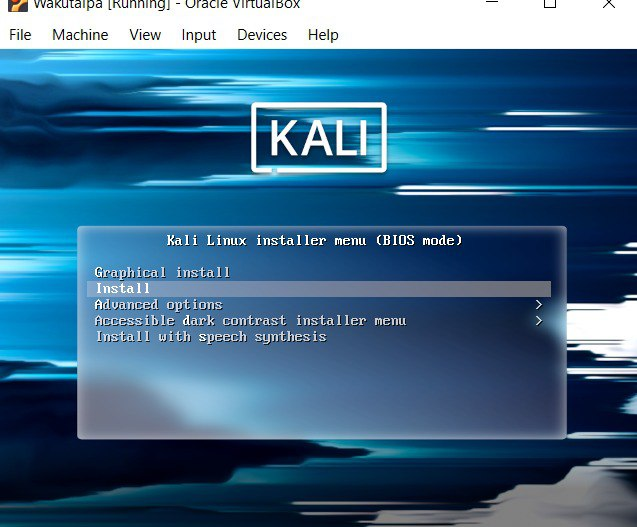 Wakutaipa [Running] - Oracle VirtualBox
File Machine View Input Devices Help
KALI
Kali Linux installer menu (BIOS mode)
Graphical install
Install
Advanced options >
Accessible dark contrast installer menu >
Install with speech synthesis